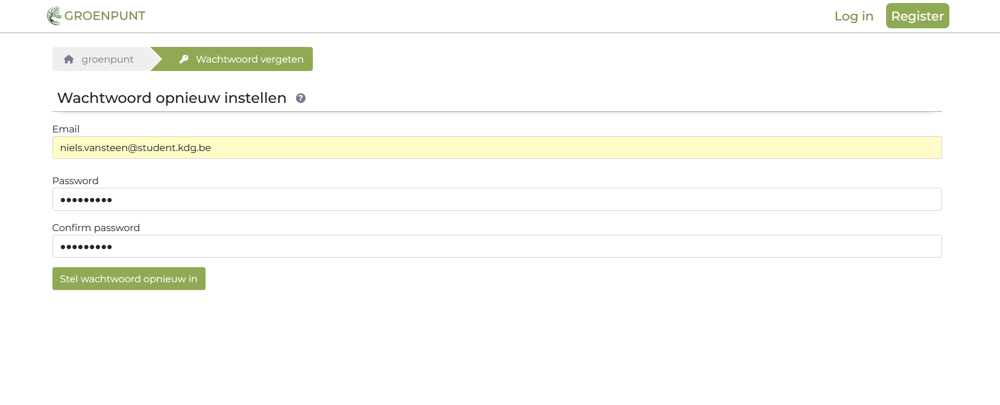 GROENPUNT
Log in
Register
groenpunt
Wachtwoord vergeten
Wachtwoord opnieuw instellen
Email
niels.vansteen@student.kdg.be
Password
•••••••••
Confirm password
•••••••••
Stel wachtwoord opnieuw in